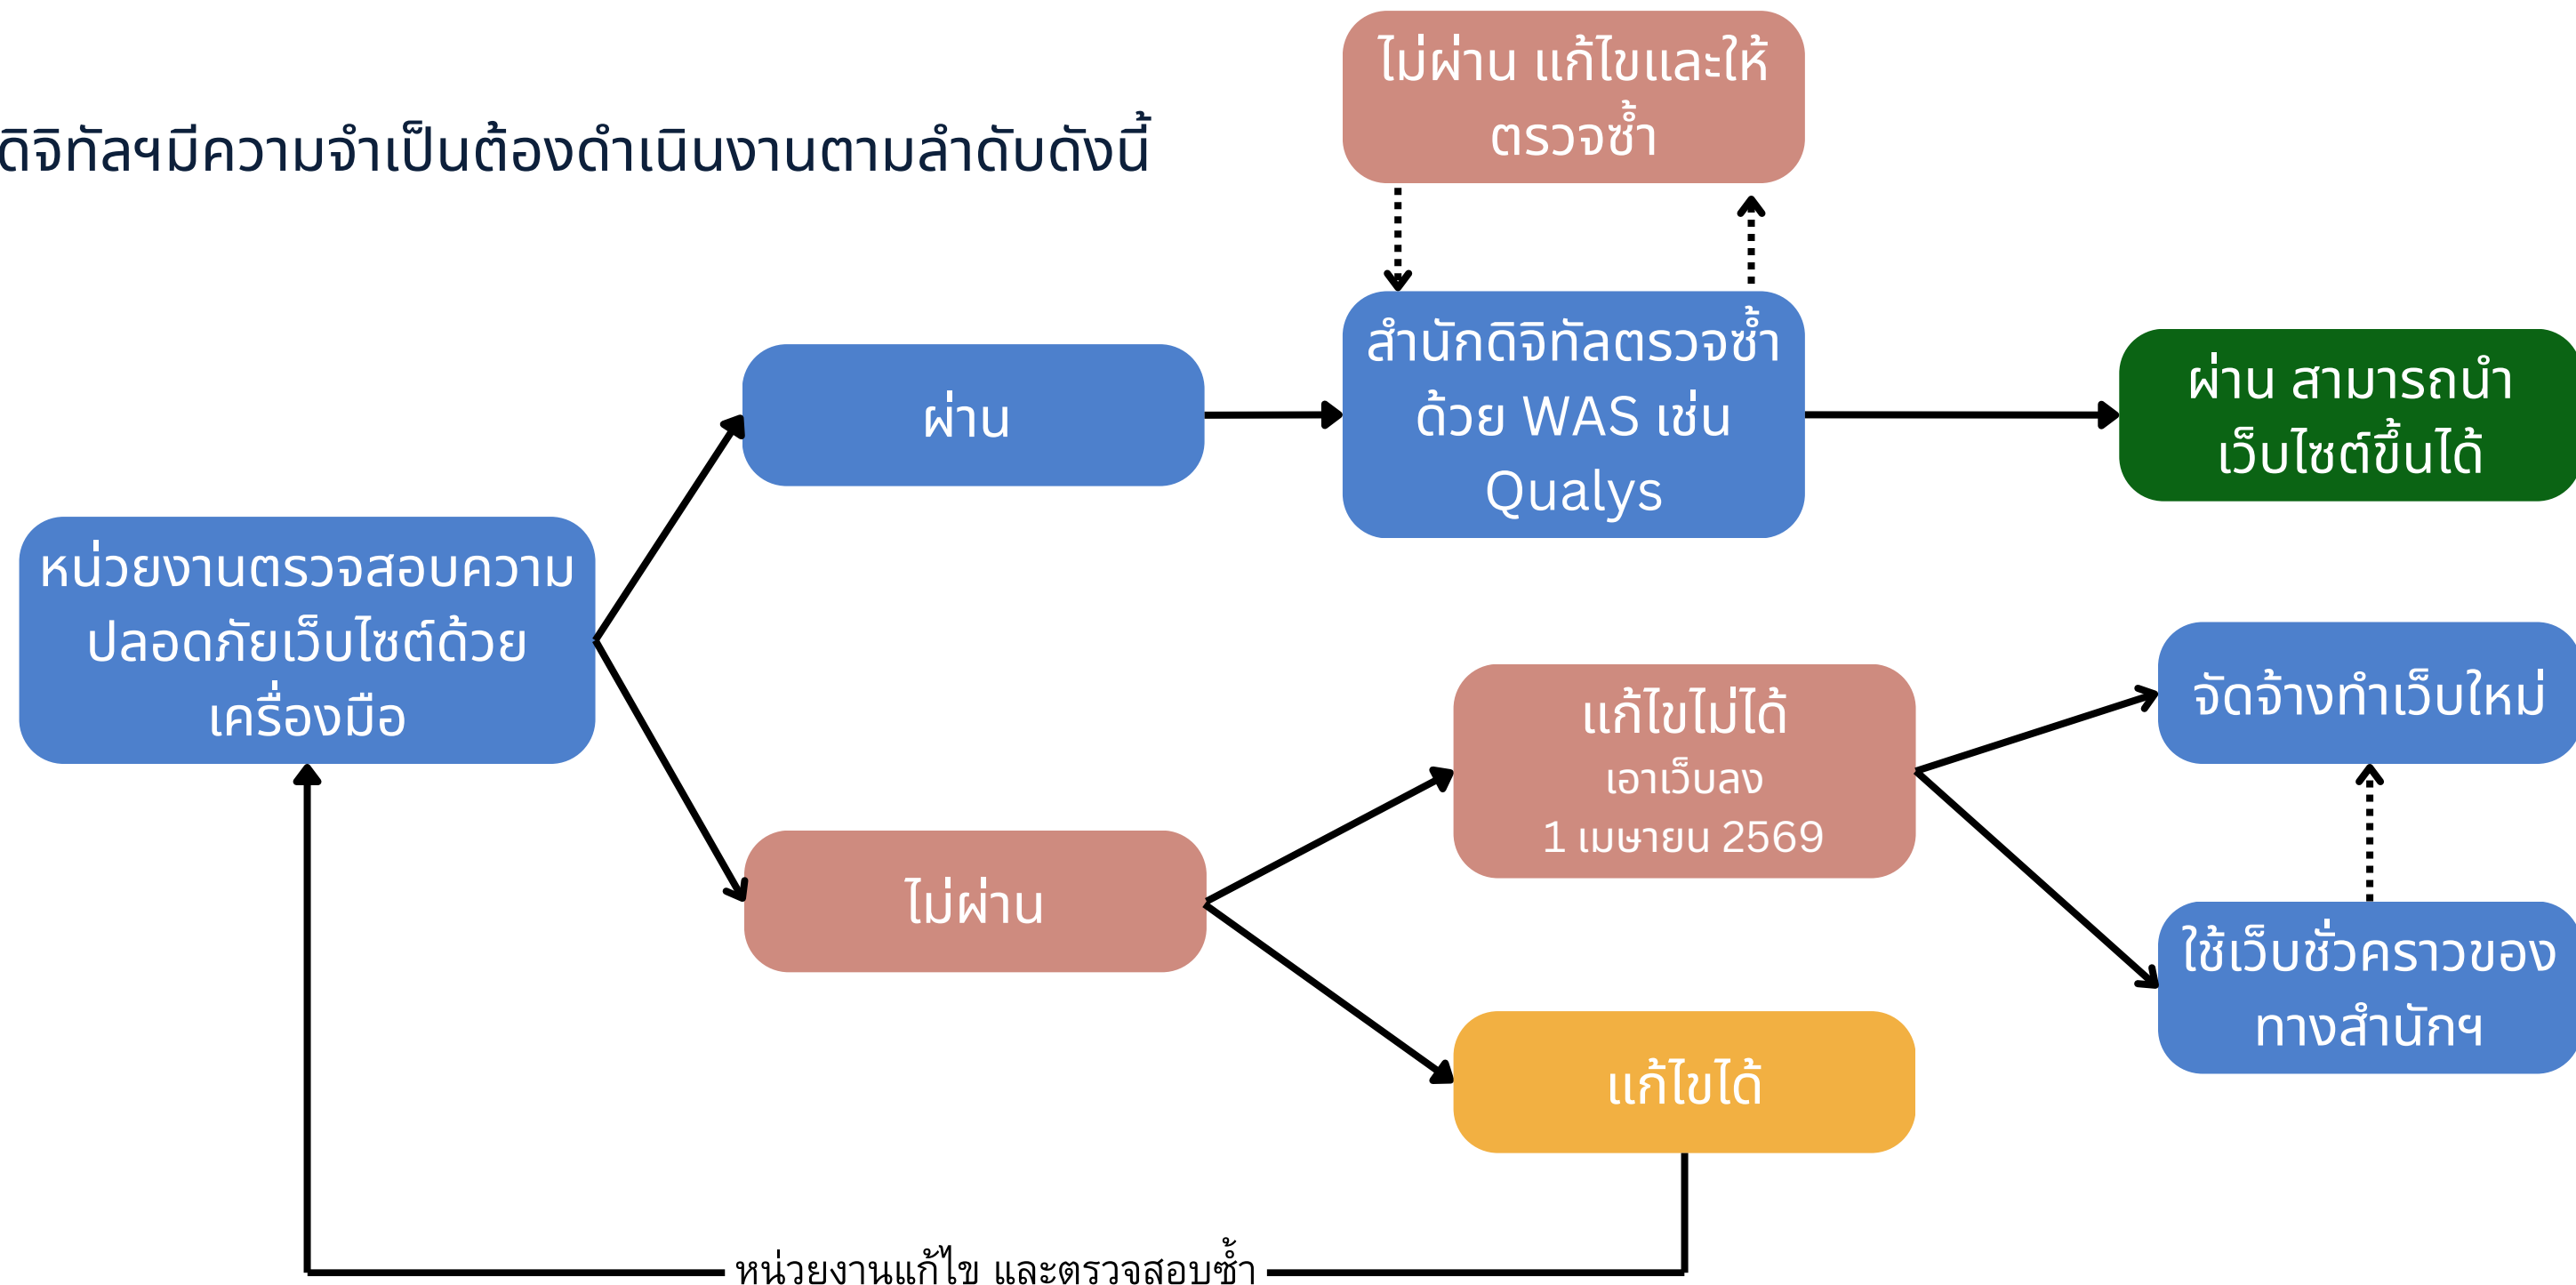 ดิจิทัลฯมีความจำเป็นต้องดำเนินงานตามลำดับดังนี้
ไม่ผ่าน แก้ไขและให้
ตรวจซ้ำ
ผ่าน
สำนักดิจิทัลตรวจซ้ำ
ด้วย WAS เช่น
Qualys
ผ่าน สามารถนำ
เว็บไซต์ขึ้นได้
หน่วยงานตรวจสอบความ
ปลอดภัยเว็บไซต์ด้วย
เครื่องมือ
ไม่ผ่าน
แก้ไขไม่ได้
เอาเว็บลง
1 เมษายน 2569
จัดจ้างทำเว็บใหม่
ใช้เว็บชั่วคราวของ
ทางสำนักฯ
แก้ไขได้
หน่วยงานแก้ไข และตรวจสอบซ้ำ